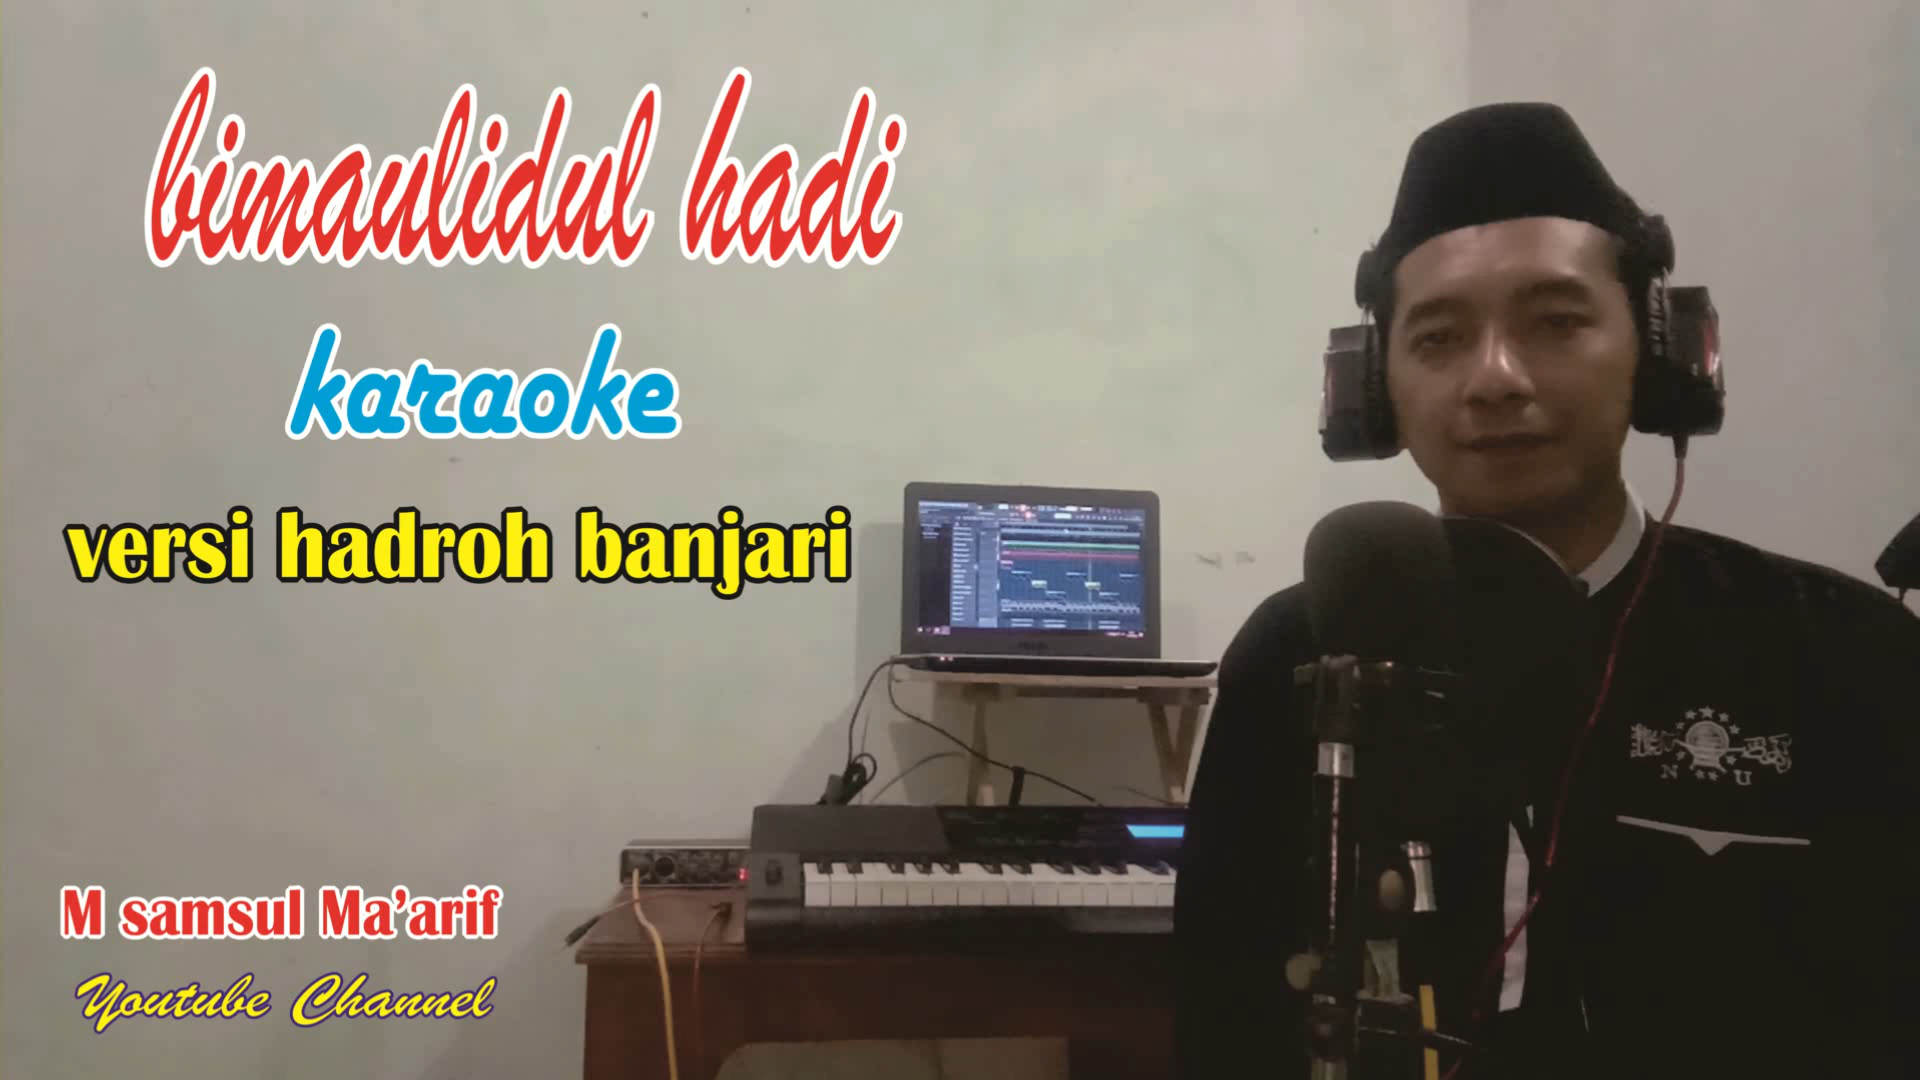 bimaulidul hadi
karaoke
versi hadroh banjari
M samsul Ma’arif
Youtube Channel
N U